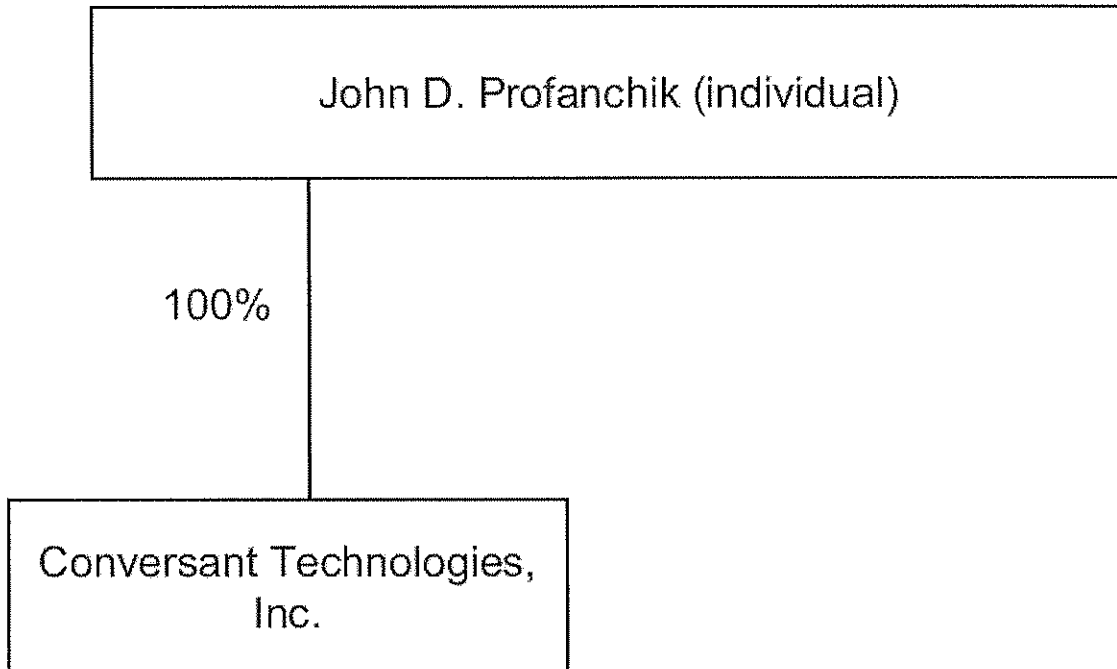 John D. Profanchik (individual)
100%
Conversant Technologies,
Inc.